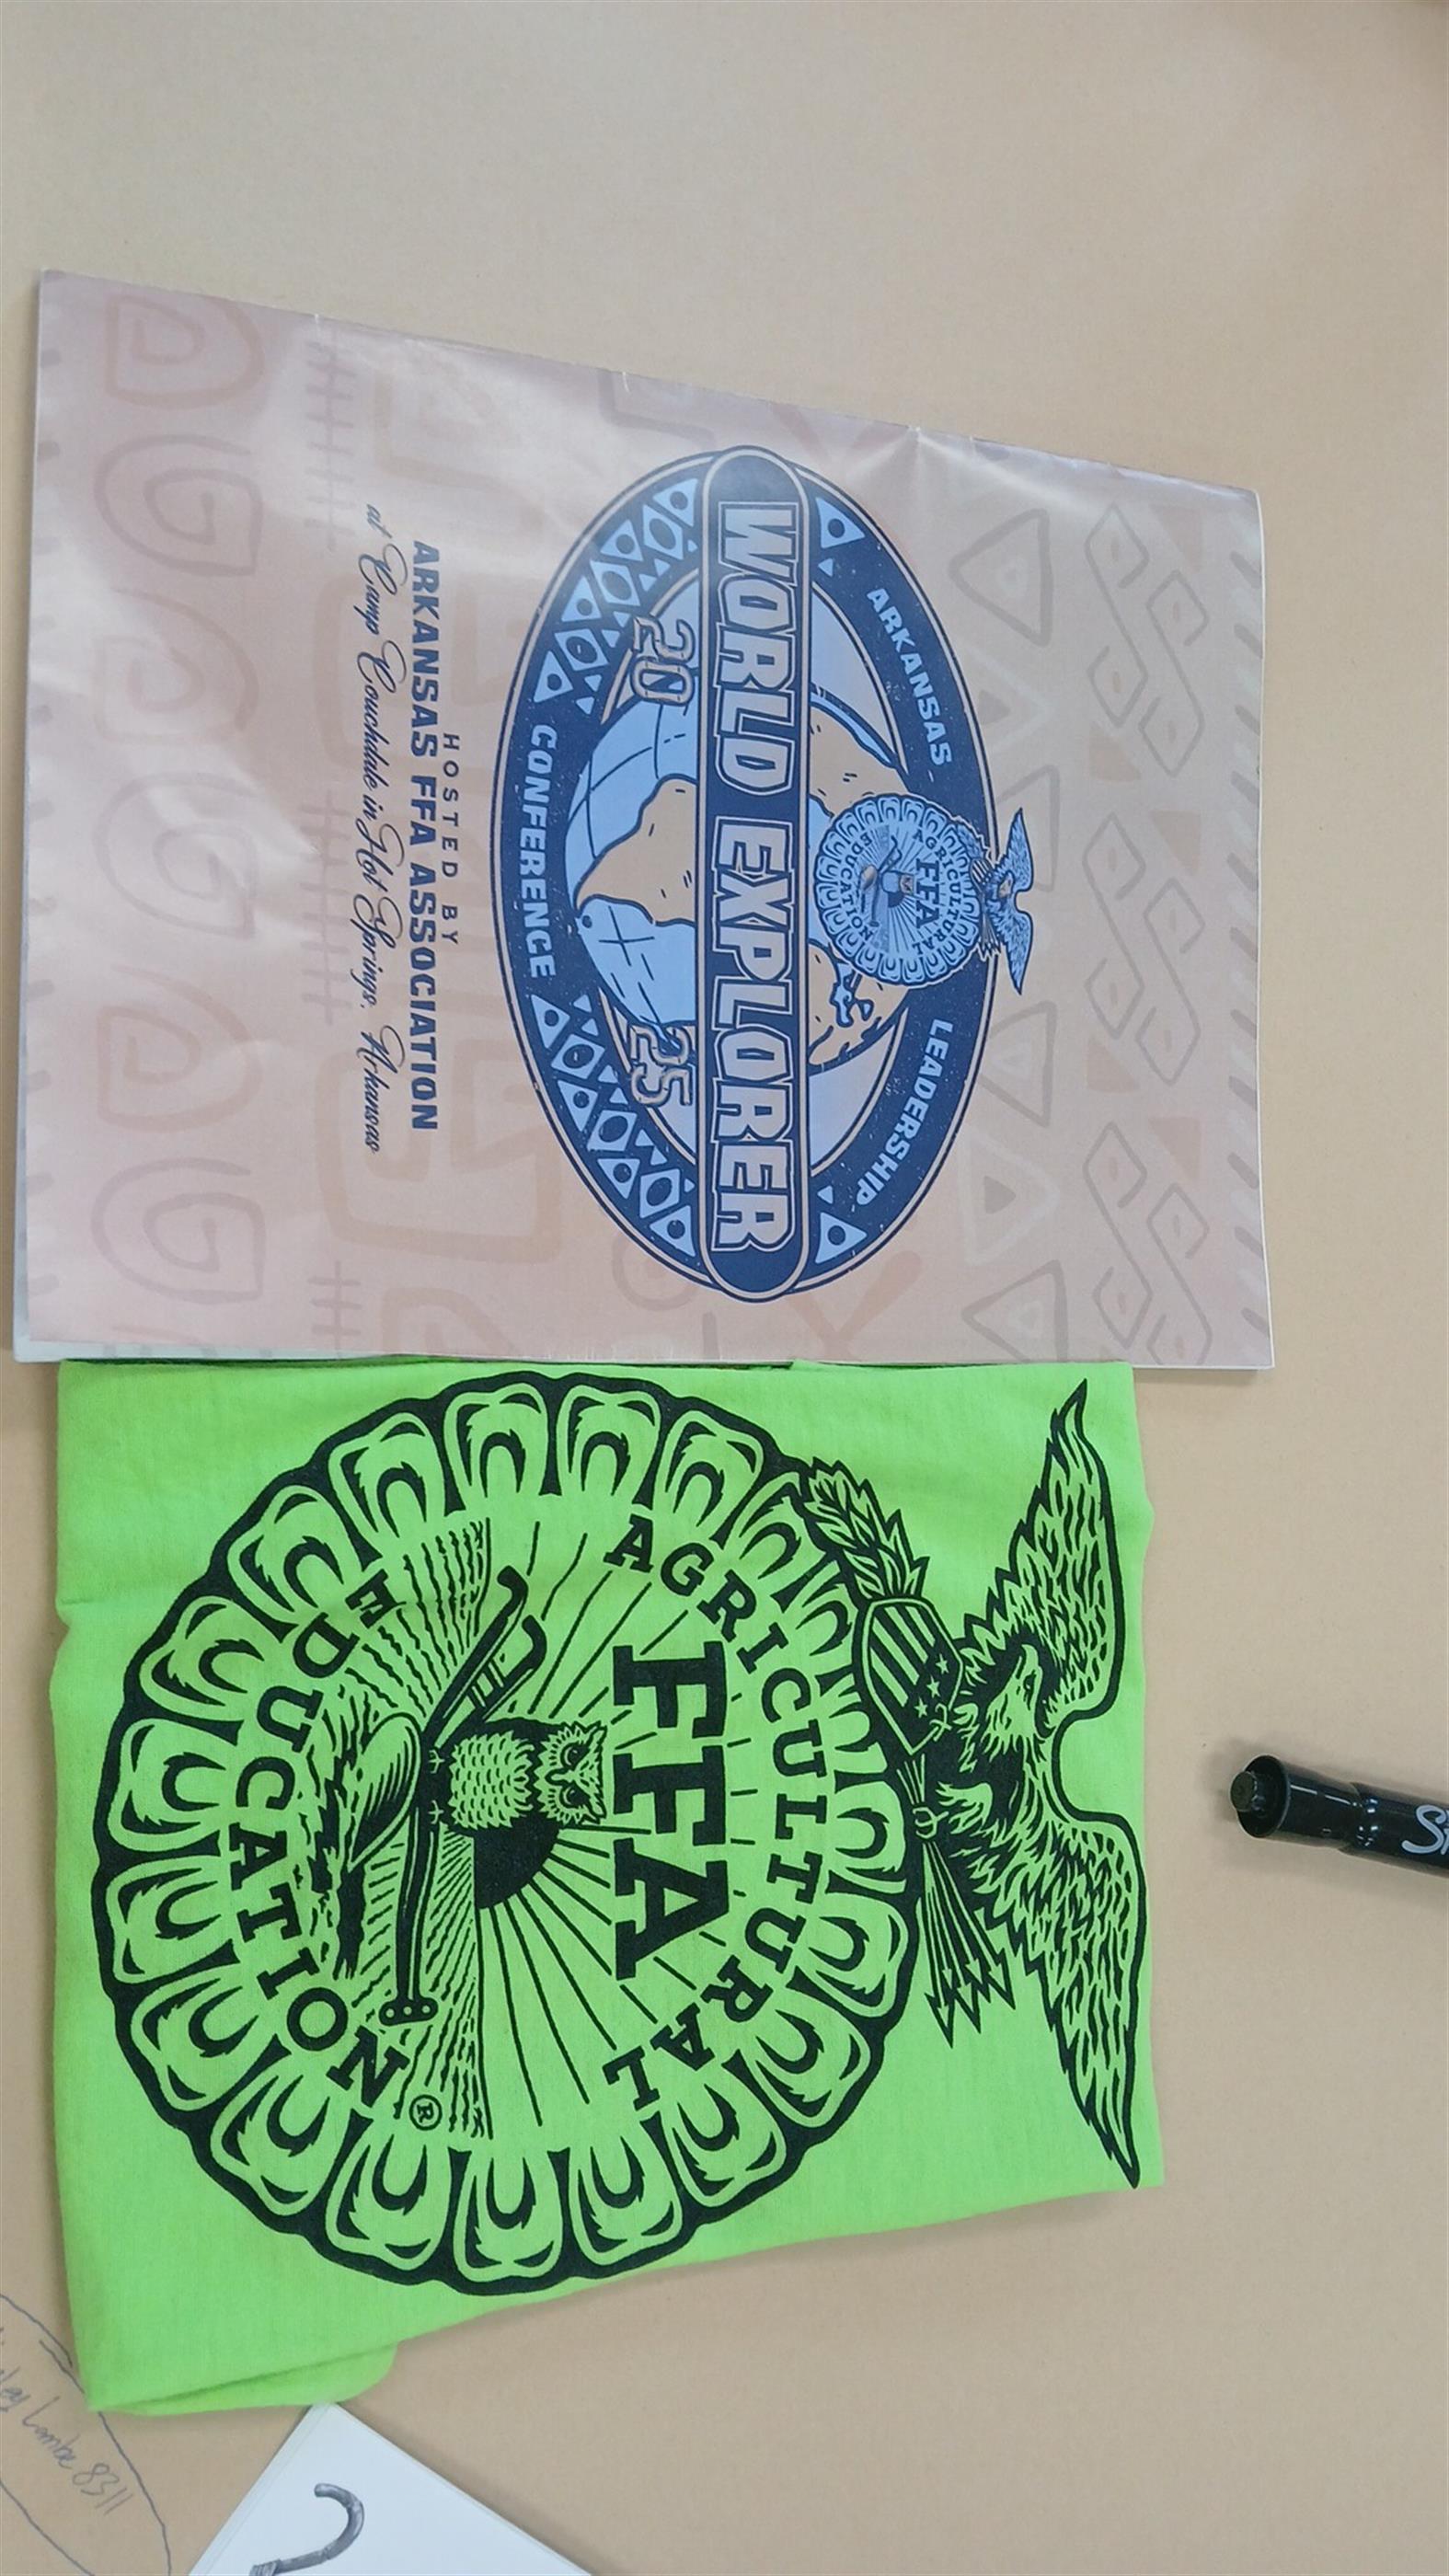 ARKANSAS LEADERSHIP
AGRICULTURAL
FFA
EDUCATION
WORLD EXPLORER
20 25
CONFERENCE
HOSTED BY
ARKANSAS FFA ASSOCIATION
at Camp Couchdale in Hot Springs, Arkansas
AGRICULTURAL
FFA
EDUCATION®
8311